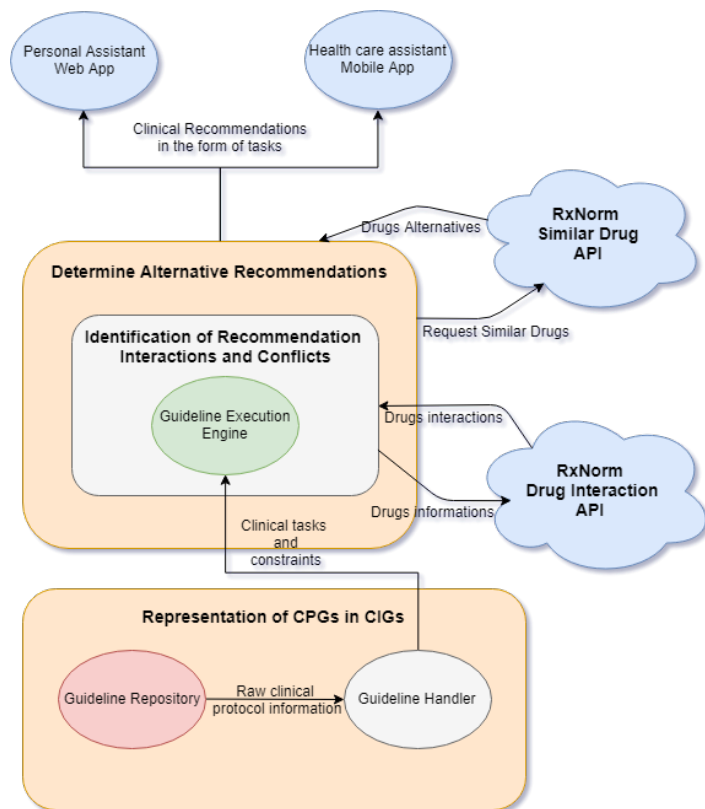 Personal Assistant
Web App
Health care assistant
Mobile App
Clinical Recommendations
in the form of tasks
RxNorm
Similar Drug
API
Drugs Alternatives
Determine Alternative Recommendations
Request Similar Drugs
Identification of Recommendation
Interactions and Conflicts
Guideline Execution
Engine
Drugs interactions
RxNorm
Drug Interaction
API
Drugs informations
Clinical tasks
and
constraints
Representation of CPGs in CIGs
Guideline Repository
Raw clinical
protocol information
Guideline Handler